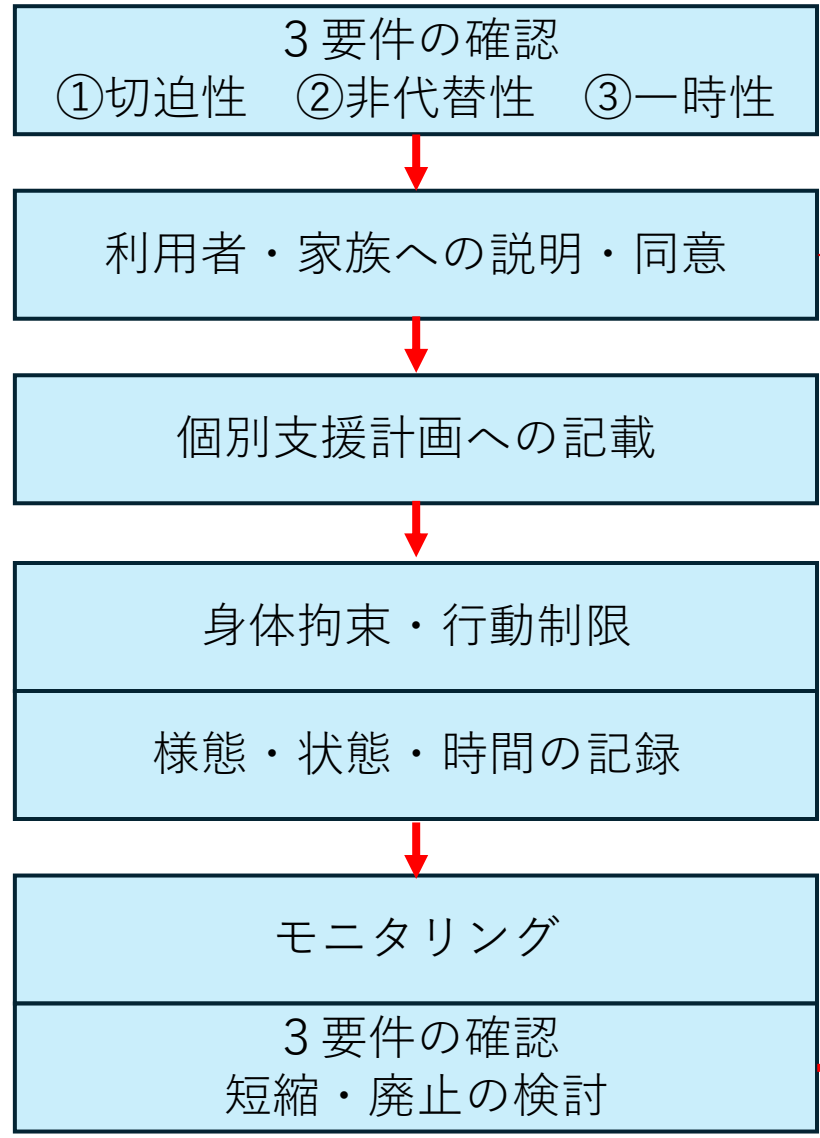 ３要件の確認
①切迫性　②非代替性　③一時性
利用者・家族への説明・同意
個別支援計画への記載
身体拘束・行動制限
様態・状態・時間の記録
モニタリング
３要件の確認
短縮・廃止の検討